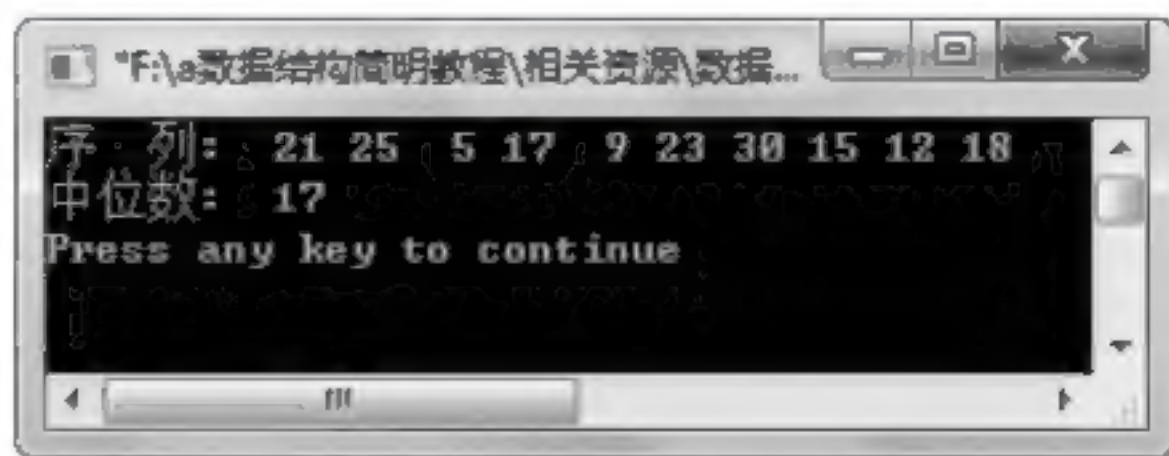 "F:\a数据结构简明教程\相关资源\数据...
序  列: 21 25  5 17  9 23 30 15 12 18
中位数: 17
Press any key to continue